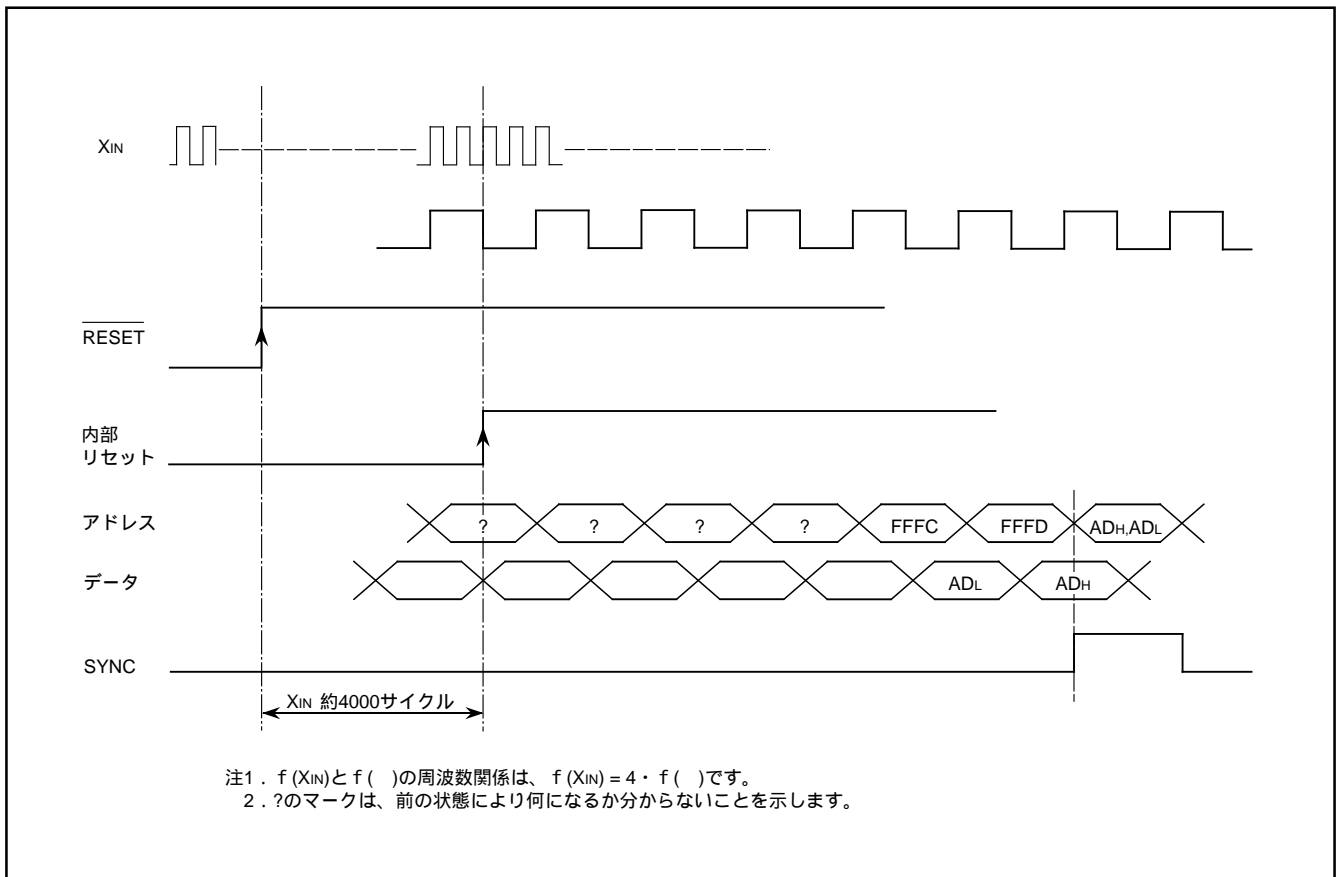 XIN
RESET
内部
リセット
アドレス
? ? ? ? FFFC FFFD ADH,ADL
データ
ADL ADH
SYNC
XIN 約4000サイクル
注1．f(XIN)とf(　)の周波数関係は、f(XIN)=4・f(　)です。
2．?のマークは、前の状態により何になるか分からないことを示します。